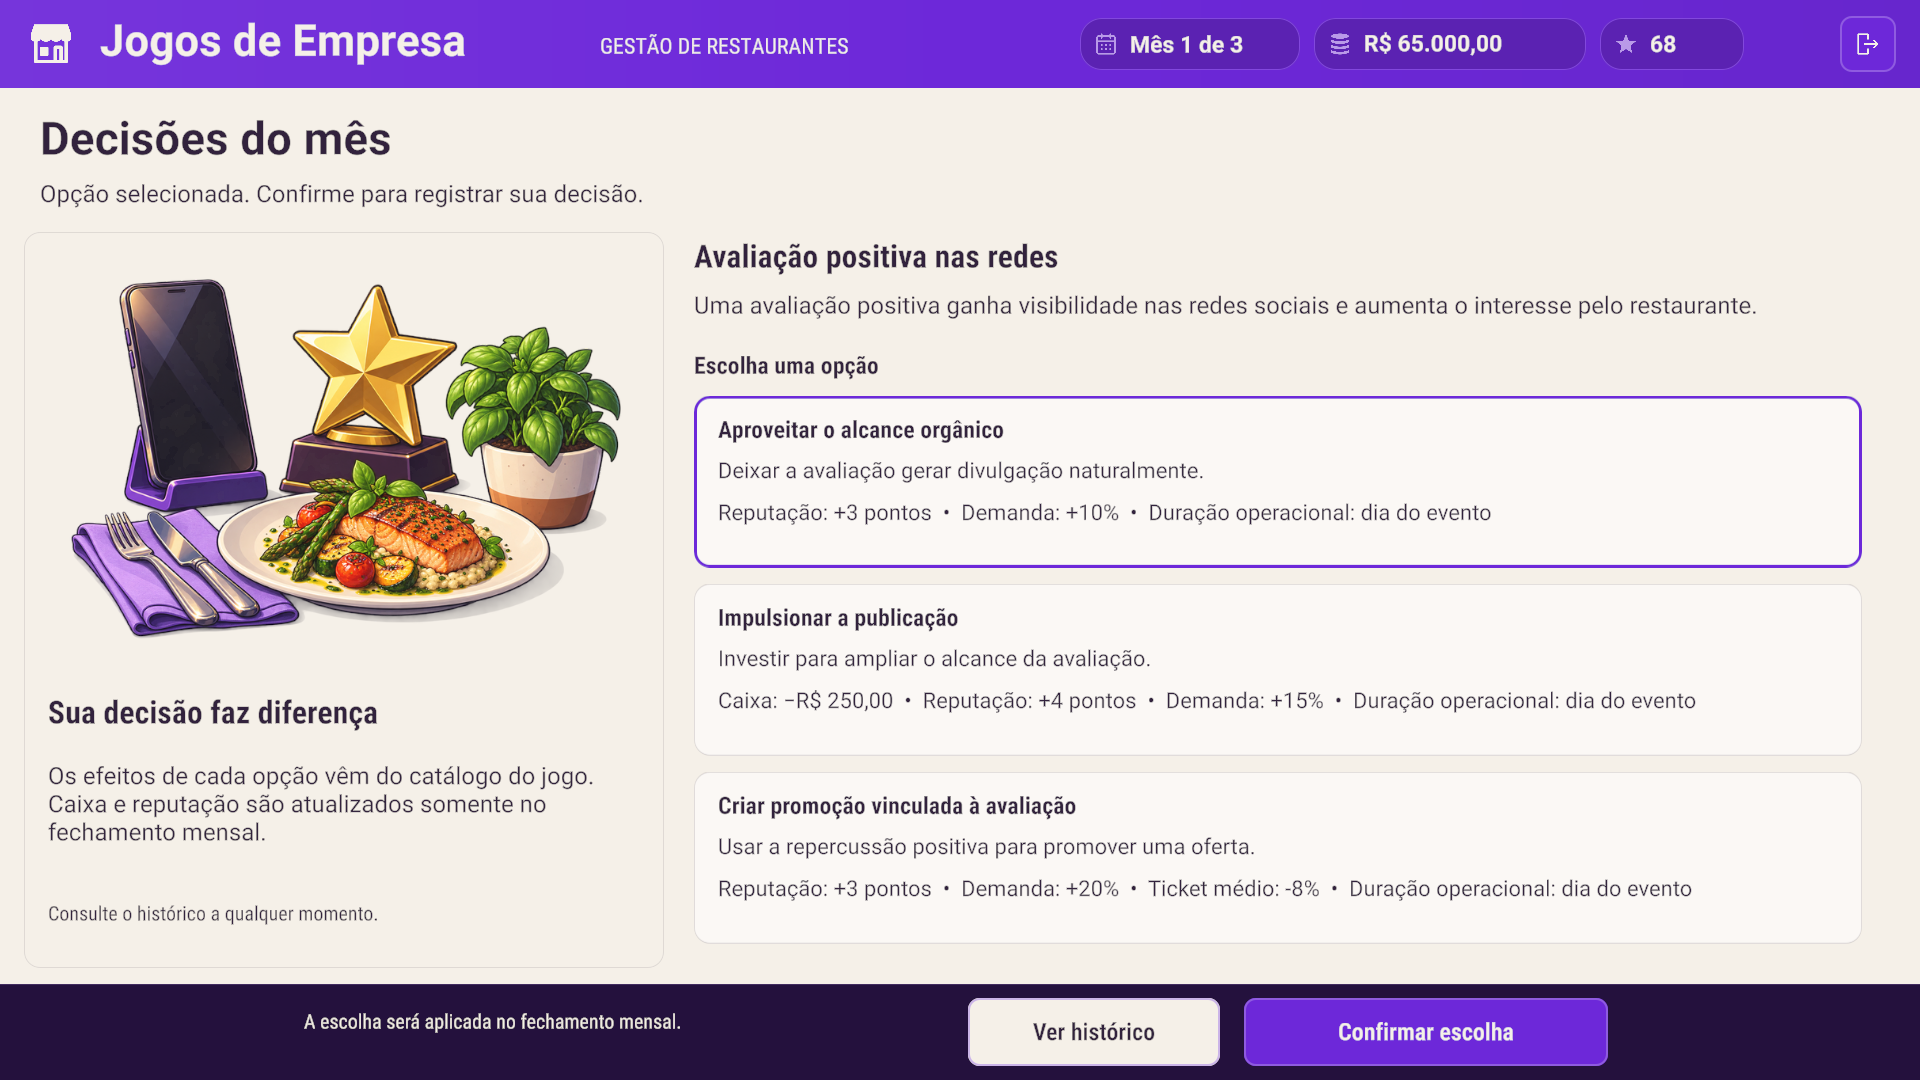 Jogos de Empresa
GESTÃO DE RESTAURANTES
Mês 1 de 3
R$ 65.000,00
68
Decisões do mês
Opção selecionada. Confirme para registrar sua decisão.
Sua decisão faz diferença
Os efeitos de cada opção vêm do catálogo do jogo.
Caixa e reputação são atualizados somente no
fechamento mensal.
Consulte o histórico a qualquer momento.
Avaliação positiva nas redes
Uma avaliação positiva ganha visibilidade nas redes sociais e aumenta o interesse pelo restaurante.
Escolha uma opção
Aproveitar o alcance orgânico
Deixar a avaliação gerar divulgação naturalmente.
Reputação: +3 pontos • Demanda: +10% • Duração operacional: dia do evento
Impulsionar a publicação
Investir para ampliar o alcance da avaliação.
Caixa: −R$ 250,00 • Reputação: +4 pontos • Demanda: +15% • Duração operacional: dia do evento
Criar promoção vinculada à avaliação
Usar a repercussão positiva para promover uma oferta.
Reputação: +3 pontos • Demanda: +20% • Ticket médio: -8% • Duração operacional: dia do evento
A escolha será aplicada no fechamento mensal.
Ver histórico
Confirmar escolha